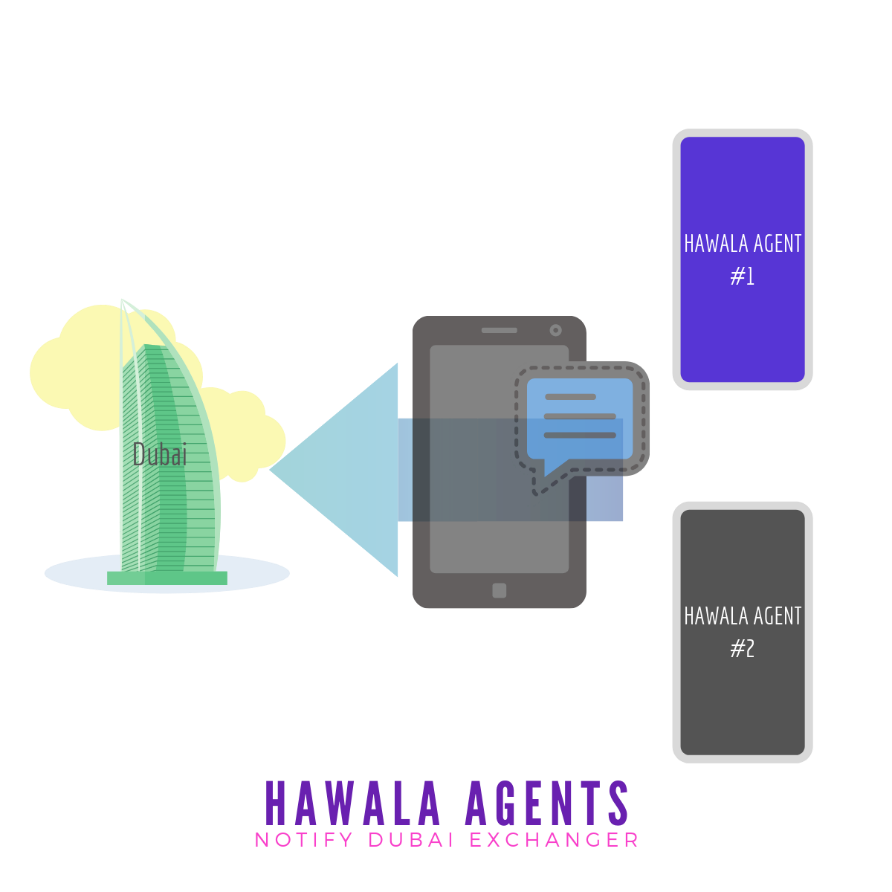 HAWALA AGENT
#1
Dubai
HAWALA AGENT
#2
HAWALA AGENTS
NOTIFY DUBAI EXCHANGER